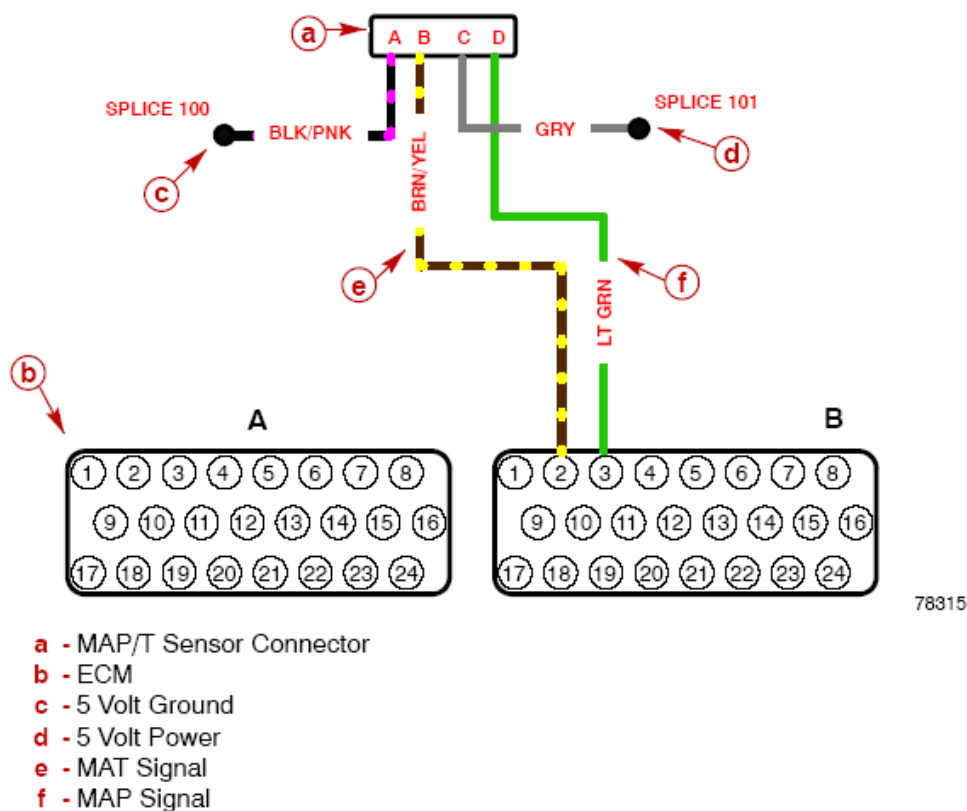 a
A B C D
SPLICE 100
SPLICE 101
BLK/PNK
GRY
c
d
BRN/YEL
e
f
LT GRN
b
A
B
1 2 3 4 5 6 7 8
9 10 11 12 13 14 15 16
17 18 19 20 21 22 23 24
1 2 3 4 5 6 7 8
9 10 11 12 13 14 15 16
17 18 19 20 21 22 23 24
78315
a - MAP/T Sensor Connector
b - ECM
c - 5 Volt Ground
d - 5 Volt Power
e - MAT Signal
f - MAP Signal